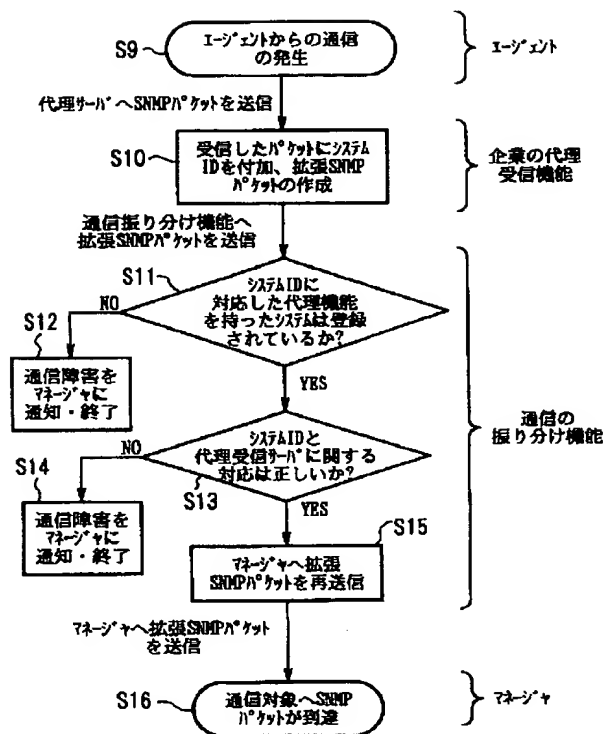 S9
ｴｰｼﾞｪﾝﾄからの通信
の発生
ｴｰｼﾞｪﾝﾄ
代理ｻｰﾊﾞへSNMPﾊﾟｹｯﾄを送信
S10
受信したﾊﾟｹｯﾄにｼｽﾃﾑ
IDを付加、拡張SNMP
ﾊﾟｹｯﾄの作成
企業の代理
受信機能
通信振り分け機能へ
拡張SNMPﾊﾟｹｯﾄを送信
S11
ｼｽﾃﾑIDに
対応した代理機能
を持ったｼｽﾃﾑは登録
されているか?
NO
S12
通信障害を
ﾏﾈｰｼﾞｬに
通知・終了
YES
通信の
振り分け機能
ｼｽﾃﾑIDと
代理受信ｻｰﾊﾞに関する
対応は正しいか?
NO
S13
S14
通信障害を
ﾏﾈｰｼﾞｬに
通知・終了
YES
S15
ﾏﾈｰｼﾞｬへ拡張
SNMPﾊﾟｹｯﾄを再送信
ﾏﾈｰｼﾞｬへ拡張SNMPﾊﾟｹｯﾄ
を送信
S16
通信対象へSNMP
ﾊﾟｹｯﾄが到達
ﾏﾈｰｼﾞｬ